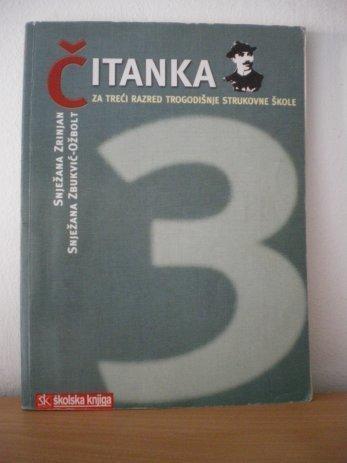 ČITANKA
ZA TREĆI RAZRED TROGODIŠNJE STRUKOVNE ŠKOLE
SNJEŽANA ZRINJAN
SNJEŽANA ZBUKVIĆ-OŽBOLT
3
sk školska knjiga